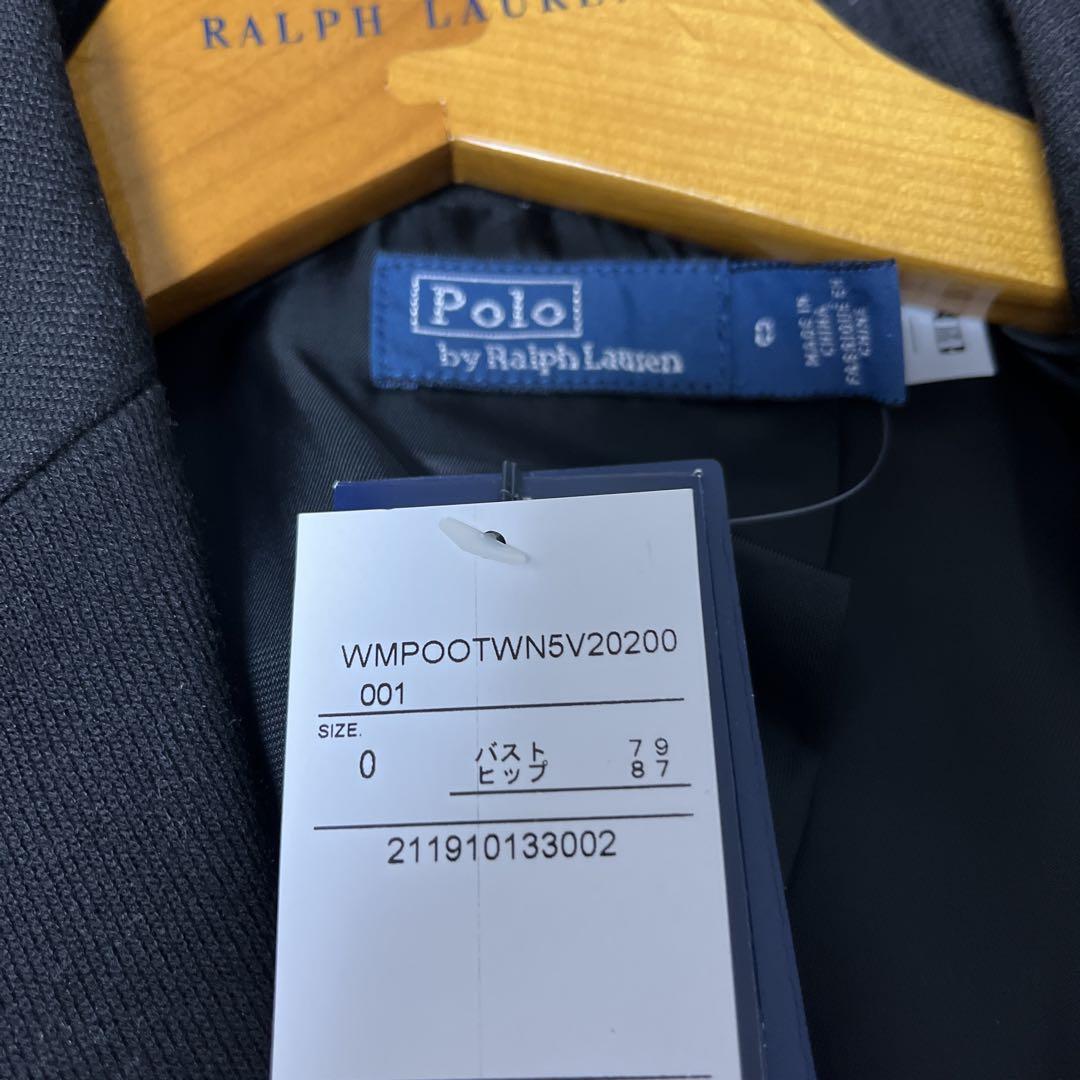 RALPH LAUREN
Polo
by Ralph Lauren
0
MADE IN
CHINA
FABRIQUE EN
CHINE
WMPOOTWN5V20200
001
SIZE.
0
バスト 79
ヒップ 87
211910133002